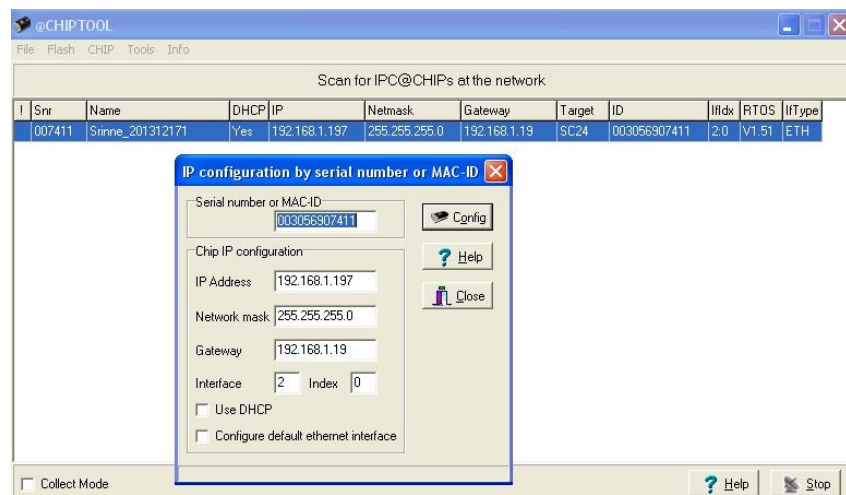 @CHIPTOOL
File Flash CHIP Tools Info
Scan for IPC@CHIPs at the network
! Snr Name DHCP IP Netmask Gateway Target ID IfIdx RTOS IfType
007411 Srinne_201312171 Yes 192.168.1.197 255.255.255.0 192.168.1.19 SC24 003056907411 2:0 V1.51 ETH
IP configuration by serial number or MAC-ID
Serial number or MAC-ID
003056907411
Config
Chip IP configuration
Help
IP Address 192.168.1.197
Close
Network mask 255.255.255.0
Gateway 192.168.1.19
Interface 2 Index 0
Use DHCP
Configure default ethernet interface
Collect Mode
Help
Stop